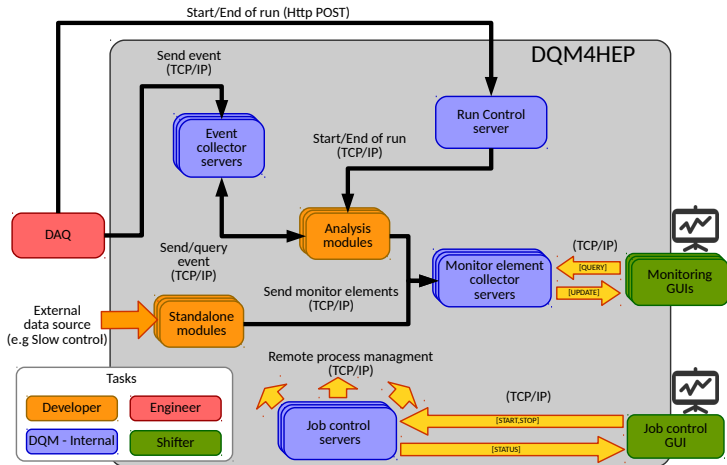 Start/End of run (Http POST)
DQM4HEP
Send event
(TCP/IP)
Event
collector
servers
Run Control
server
Start/End of run
(TCP/IP)
DAQ
Analysis
modules
Send/query
event
(TCP/IP)
Monitor element
collector
servers
(TCP/IP)
[QUERY]
[UPDATE]
Monitoring
GUIs
Send monitor elements
(TCP/IP)
External
data source
(e.g Slow control)
Standalone
modules
Remote process managment
(TCP/IP)
Tasks
Developer
Engineer
DQM - Internal
Shifter
Job control
servers
(TCP/IP)
[START,STOP]
[STATUS]
Job control
GUI